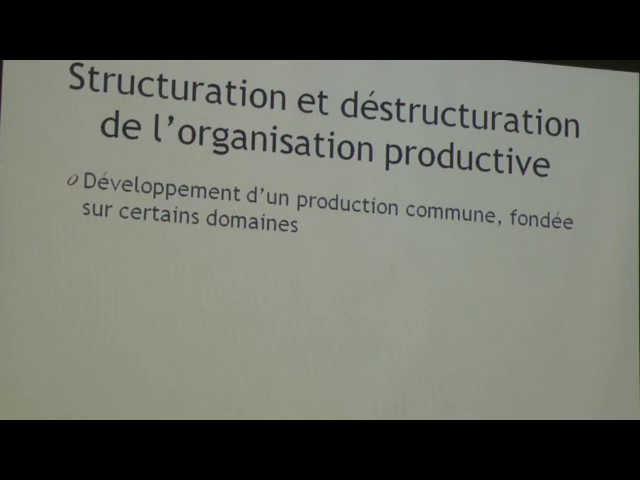 Structuration et déstructuration
de l'organisation productive
Développement d'un production commune, fondée
sur certains domaines